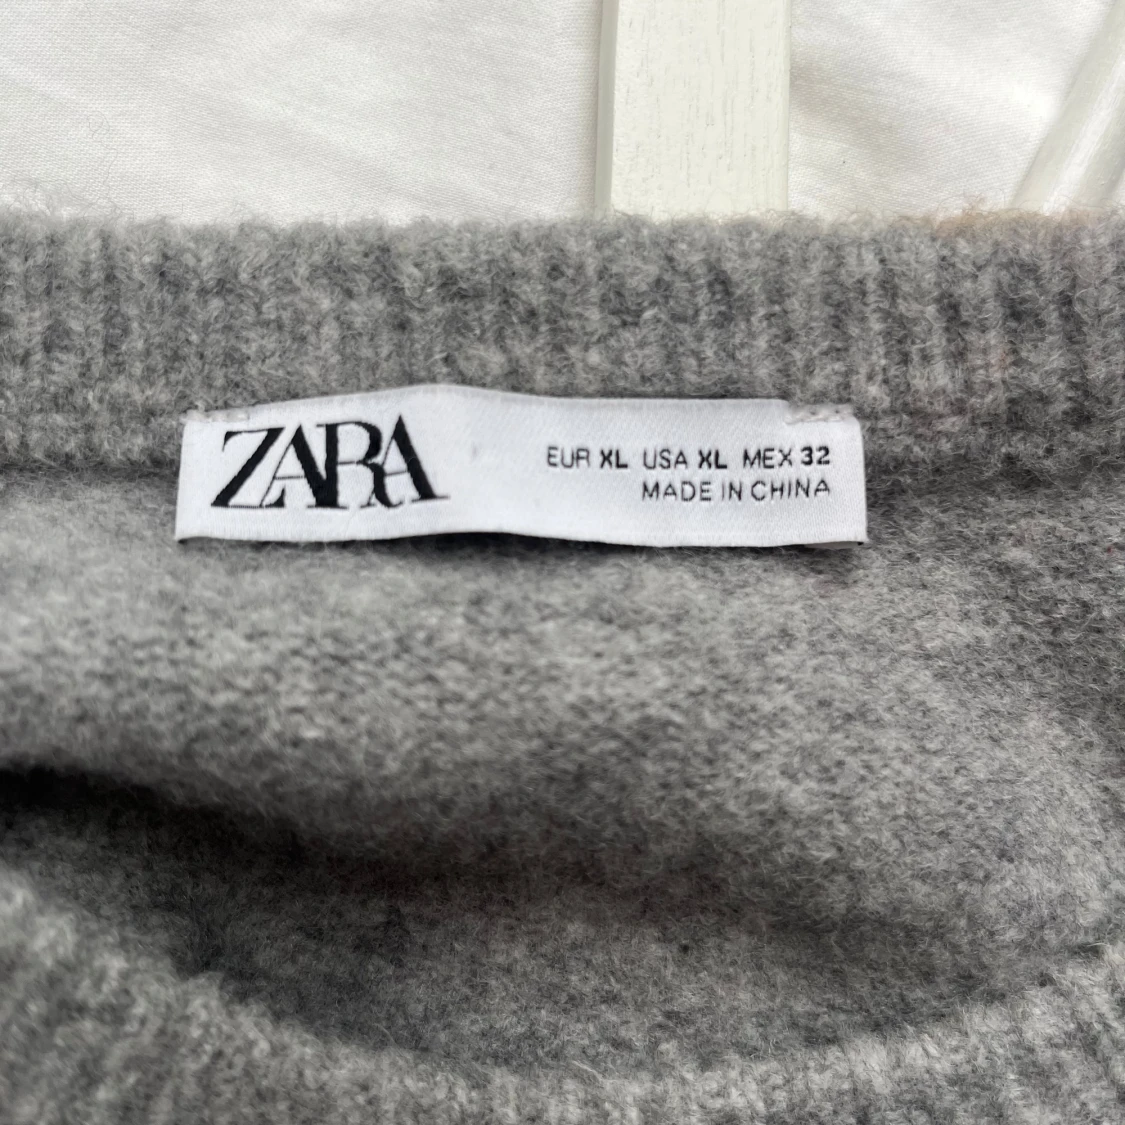 ZARA
EUR XL USA XL MEX 32
MADE IN CHINA